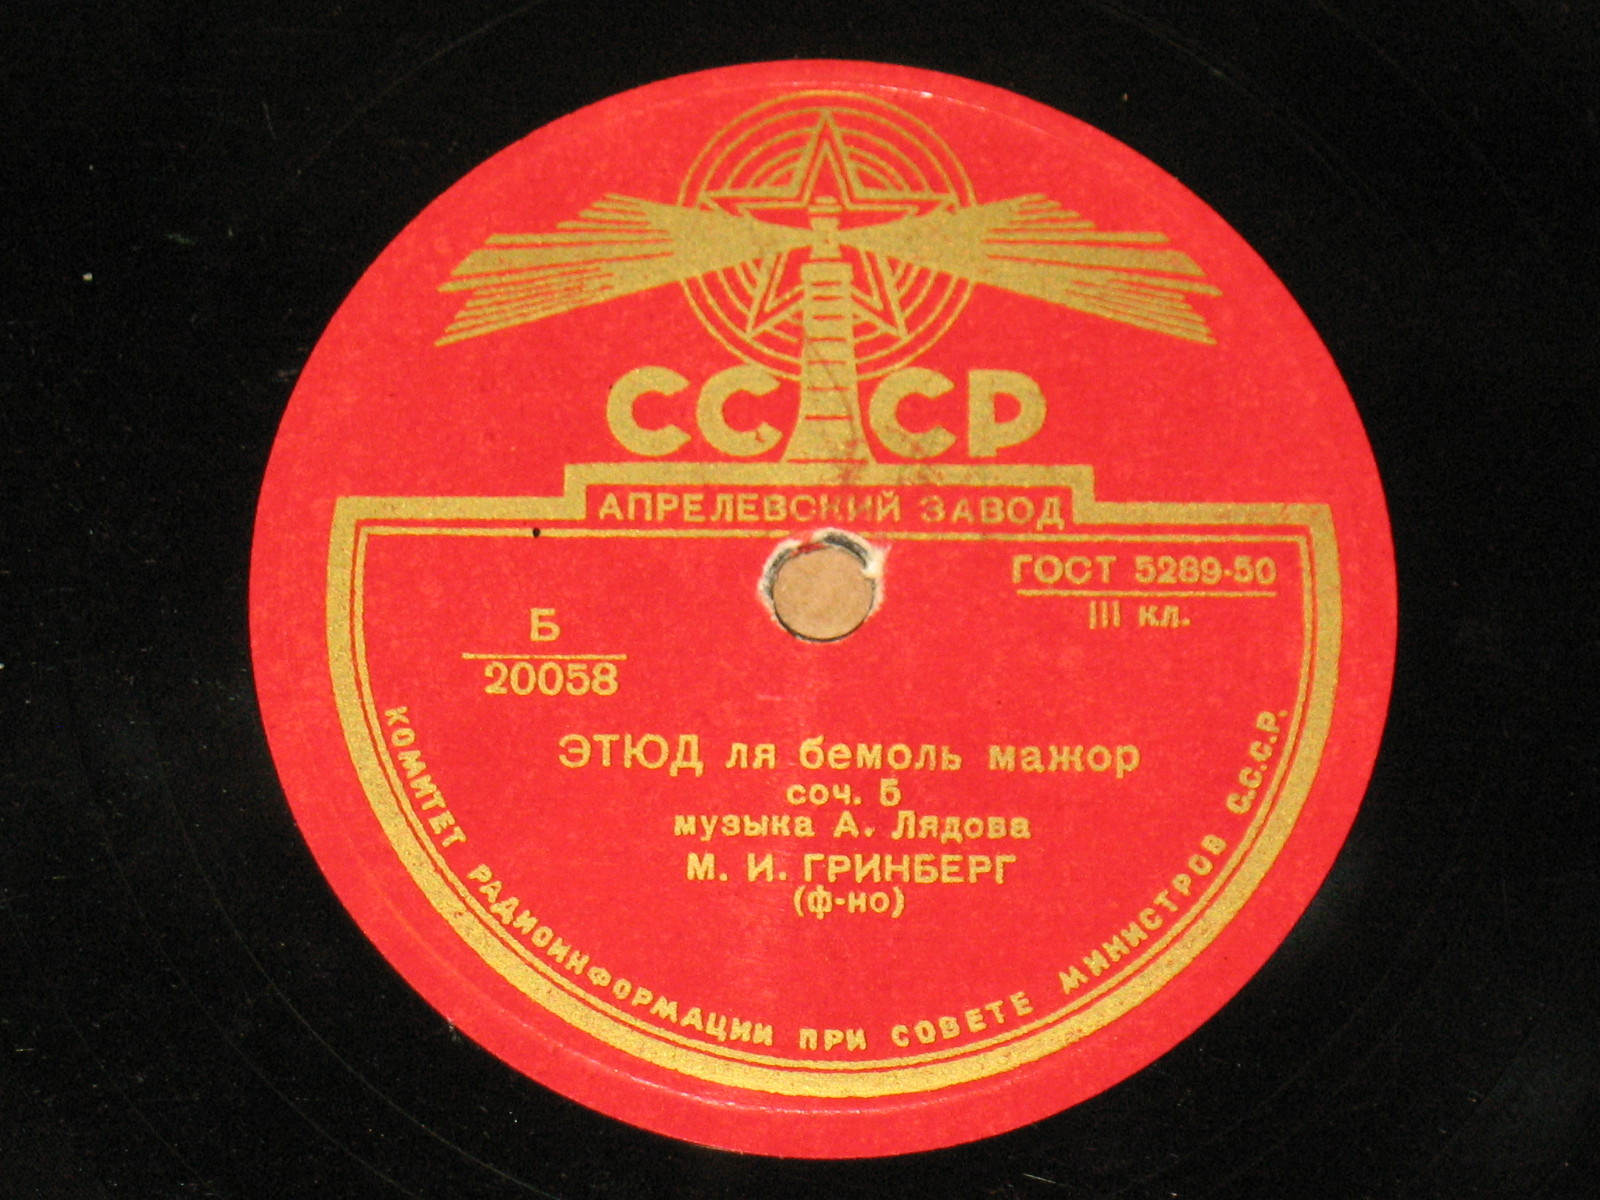 СССР
АПРЕЛЕВСКИЙ ЗАВОД
ГОСТ 5289-50
III кл.
Б
20058
ЭТЮД ля бемоль мажор
соч. 5
музыка А. Лядова
М. И. ГРИНБЕРГ
(ф-но)
КОМИТЕТ РАДИОИНФОРМАЦИИ ПРИ СОВЕТЕ МИНИСТРОВ С.С.С.Р.